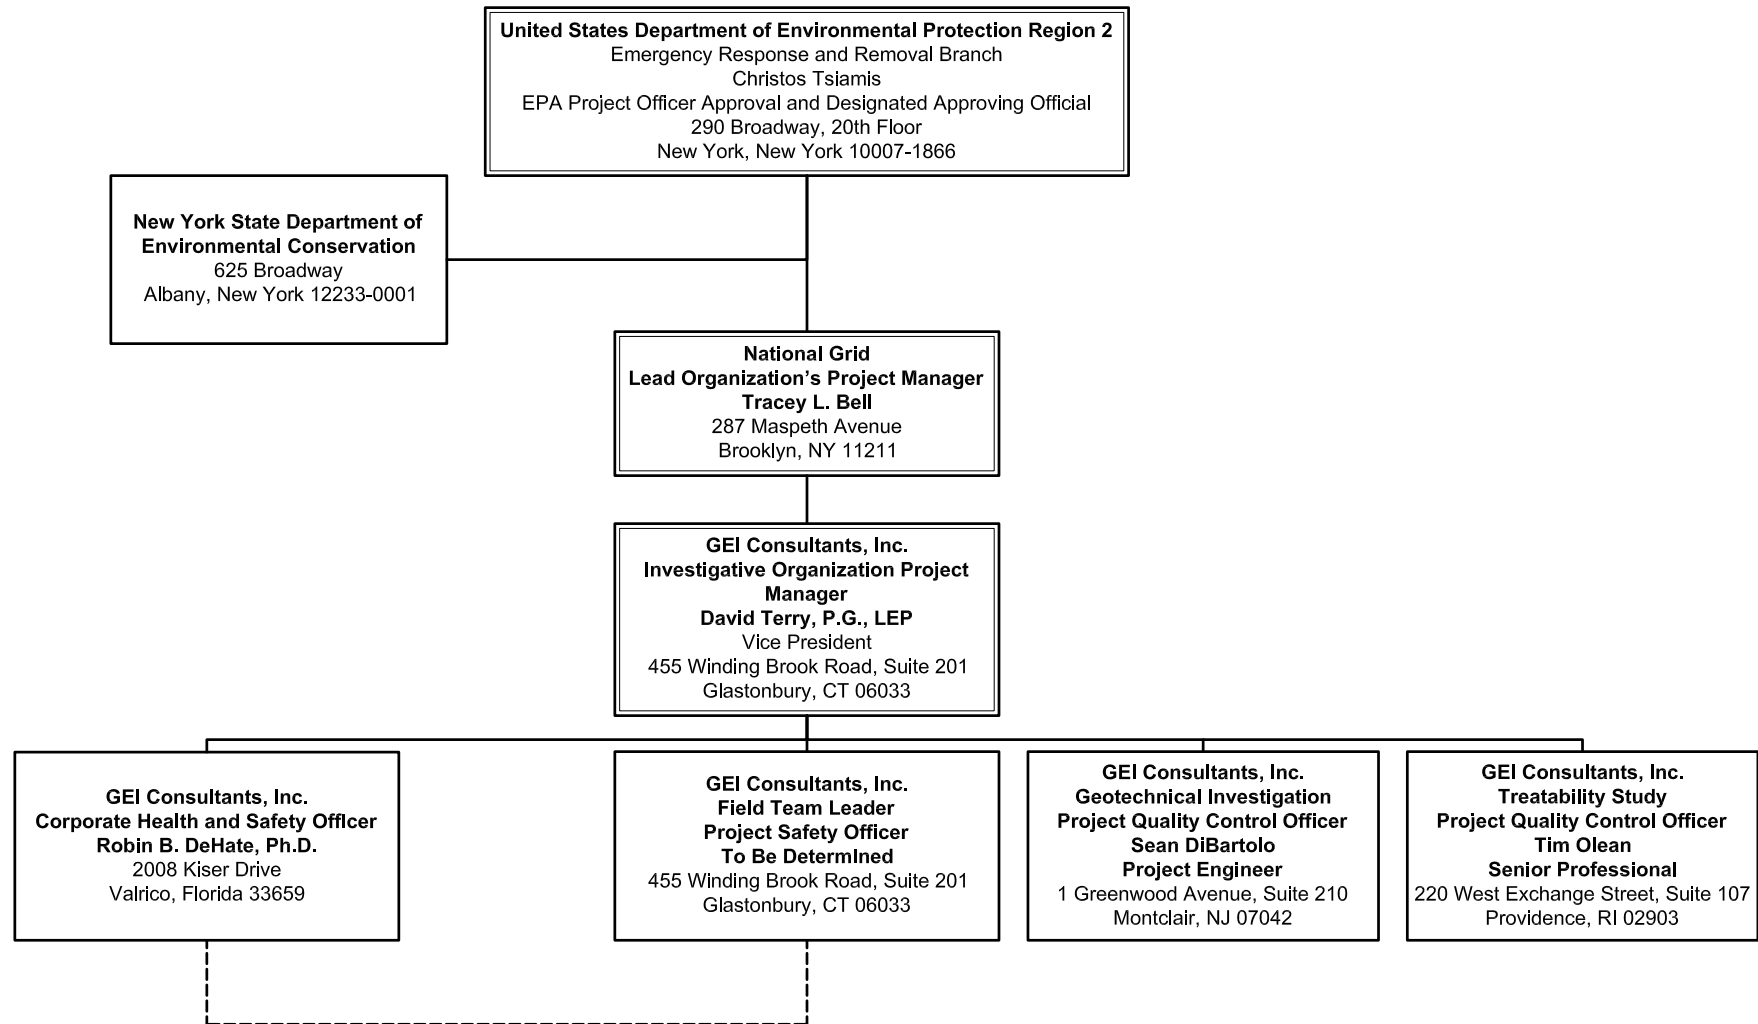 United States Department of Environmental Protection Region 2
Emergency Response and Removal Branch
Christos Tsiamis
EPA Project Officer Approval and Designated Approving Official
290 Broadway, 20th Floor
New York, New York 10007-1866
New York State Department of
Environmental Conservation
625 Broadway
Albany, New York 12233-0001
National Grid
Lead Organization's Project Manager
Tracey L. Bell
287 Maspeth Avenue
Brooklyn, NY 11211
GEI Consultants, Inc.
Investigative Organization Project
Manager
David Terry, P.G., LEP
Vice President
455 Winding Brook Road, Suite 201
Glastonbury, CT 06033
GEI Consultants, Inc.
Corporate Health and Safety Officer
Robin B. DeHate, Ph.D.
2008 Kiser Drive
Valrico, Florida 33659
GEI Consultants, Inc.
Field Team Leader
Project Safety Officer
To Be DetermIned
455 Winding Brook Road, Suite 201
Glastonbury, CT 06033
GEI Consultants, Inc.
Geotechnical Investigation
Project Quality Control Officer
Sean DiBartolo
Project Engineer
1 Greenwood Avenue, Suite 210
Montclair, NJ 07042
GEI Consultants, Inc.
Treatability Study
Project Quality Control Officer
Tim Olean
Senior Professional
220 West Exchange Street, Suite 107
Providence, RI 02903